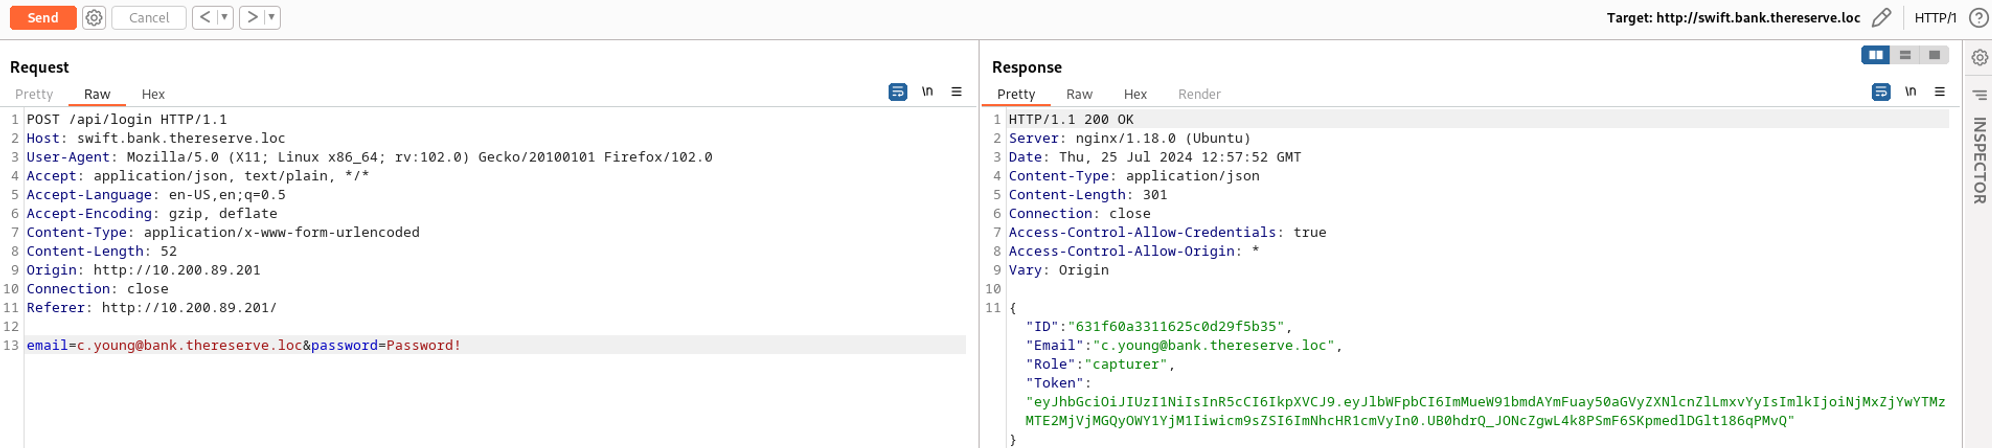 Send Cancel < > Target: http://swift.bank.thereserve.loc HTTP/1 ?
Request
Pretty Raw Hex \n
1 POST /api/login HTTP/1.1
2 Host: swift.bank.thereserve.loc
3 User-Agent: Mozilla/5.0 (X11; Linux x86_64; rv:102.0) Gecko/20100101 Firefox/102.0
4 Accept: application/json, text/plain, */*
5 Accept-Language: en-US,en;q=0.5
6 Accept-Encoding: gzip, deflate
7 Content-Type: application/x-www-form-urlencoded
8 Content-Length: 52
9 Origin: http://10.200.89.201
10 Connection: close
11 Referer: http://10.200.89.201/
12
13 email=c.young@bank.thereserve.loc&password=Password!
Response
Pretty Raw Hex Render \n
1 HTTP/1.1 200 OK
2 Server: nginx/1.18.0 (Ubuntu)
3 Date: Thu, 25 Jul 2024 12:57:52 GMT
4 Content-Type: application/json
5 Content-Length: 301
6 Connection: close
7 Access-Control-Allow-Credentials: true
8 Access-Control-Allow-Origin: *
9 Vary: Origin
10
11 {
"ID":"631f60a3311625c0d29f5b35",
"Email":"c.young@bank.thereserve.loc",
"Role":"capturer",
"Token":
"eyJhbGciOiJIUzI1NiIsInR5cCI6IkpXVCJ9.eyJlbWFpbCI6ImMueW91bmdAYmFuay50aGVyZXNlcnZlLmxvYyIsImlkIjoiNjMxZjYwYTMz
MTE2MjVjMGQyOWY1YjM1Iiwicm9sZSI6ImNhcHR1cmVyIn0.UB0hdrQ_JONcZgwL4k8PSmF6SKpmedlDGlt186qPMvQ"
}
INSPECTOR